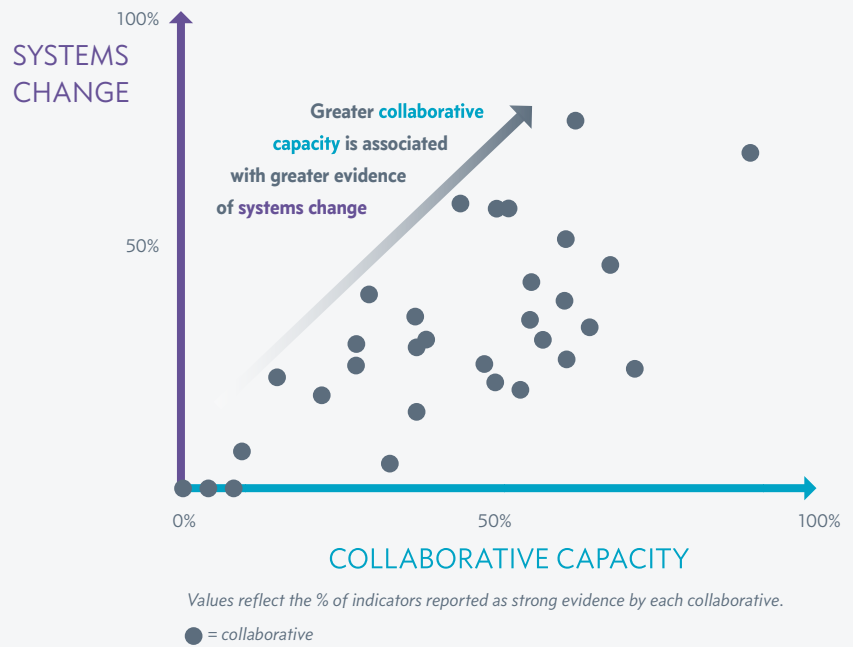 100%
SYSTEMS
CHANGE
Greater collaborative
capacity is associated
with greater evidence
of systems change
50%
0%
50%
100%
COLLABORATIVE CAPACITY
Values reflect the % of indicators reported as strong evidence by each collaborative.
= collaborative